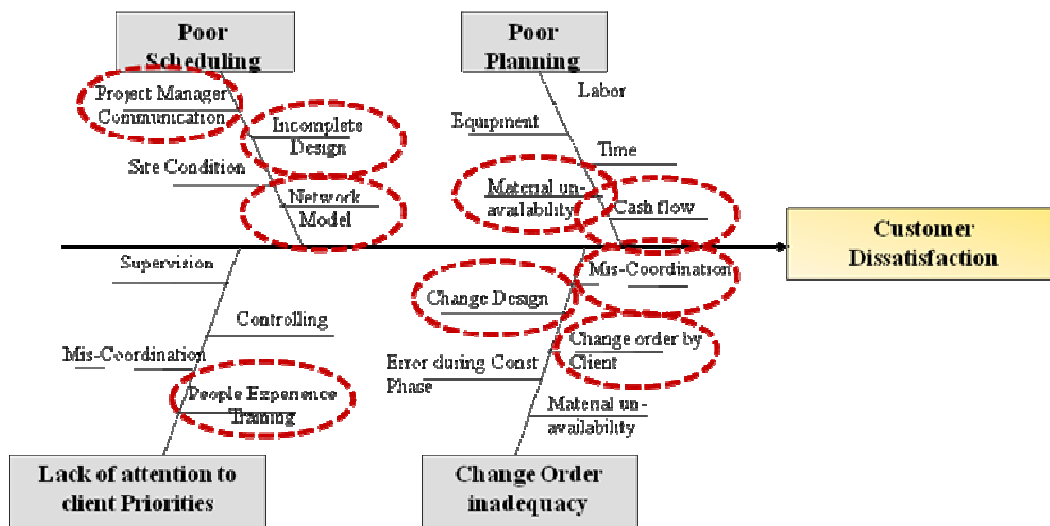 Poor
Scheduling
Poor
Planning
Project Manager
Communication
Incomplete
Design
Site Condition
Network
Model
Labor
Equipment
Time
Material un-
availability
Cash flow
Customer
Dissatisfaction
Supervision
Controlling
Mis-Coordination
People Experience
Training
Mis-Coordination
Change Design
Change order by
Client
Error during Const
Phase
Material un-
availability
Lack of attention to
client Priorities
Change Order
inadequacy